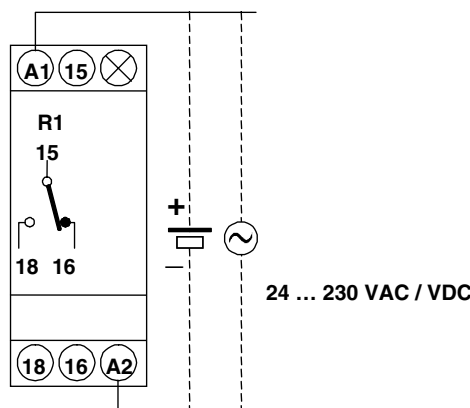 A1 15
R1
15
+
–
18 16
24 ... 230 VAC / VDC
18 16 A2